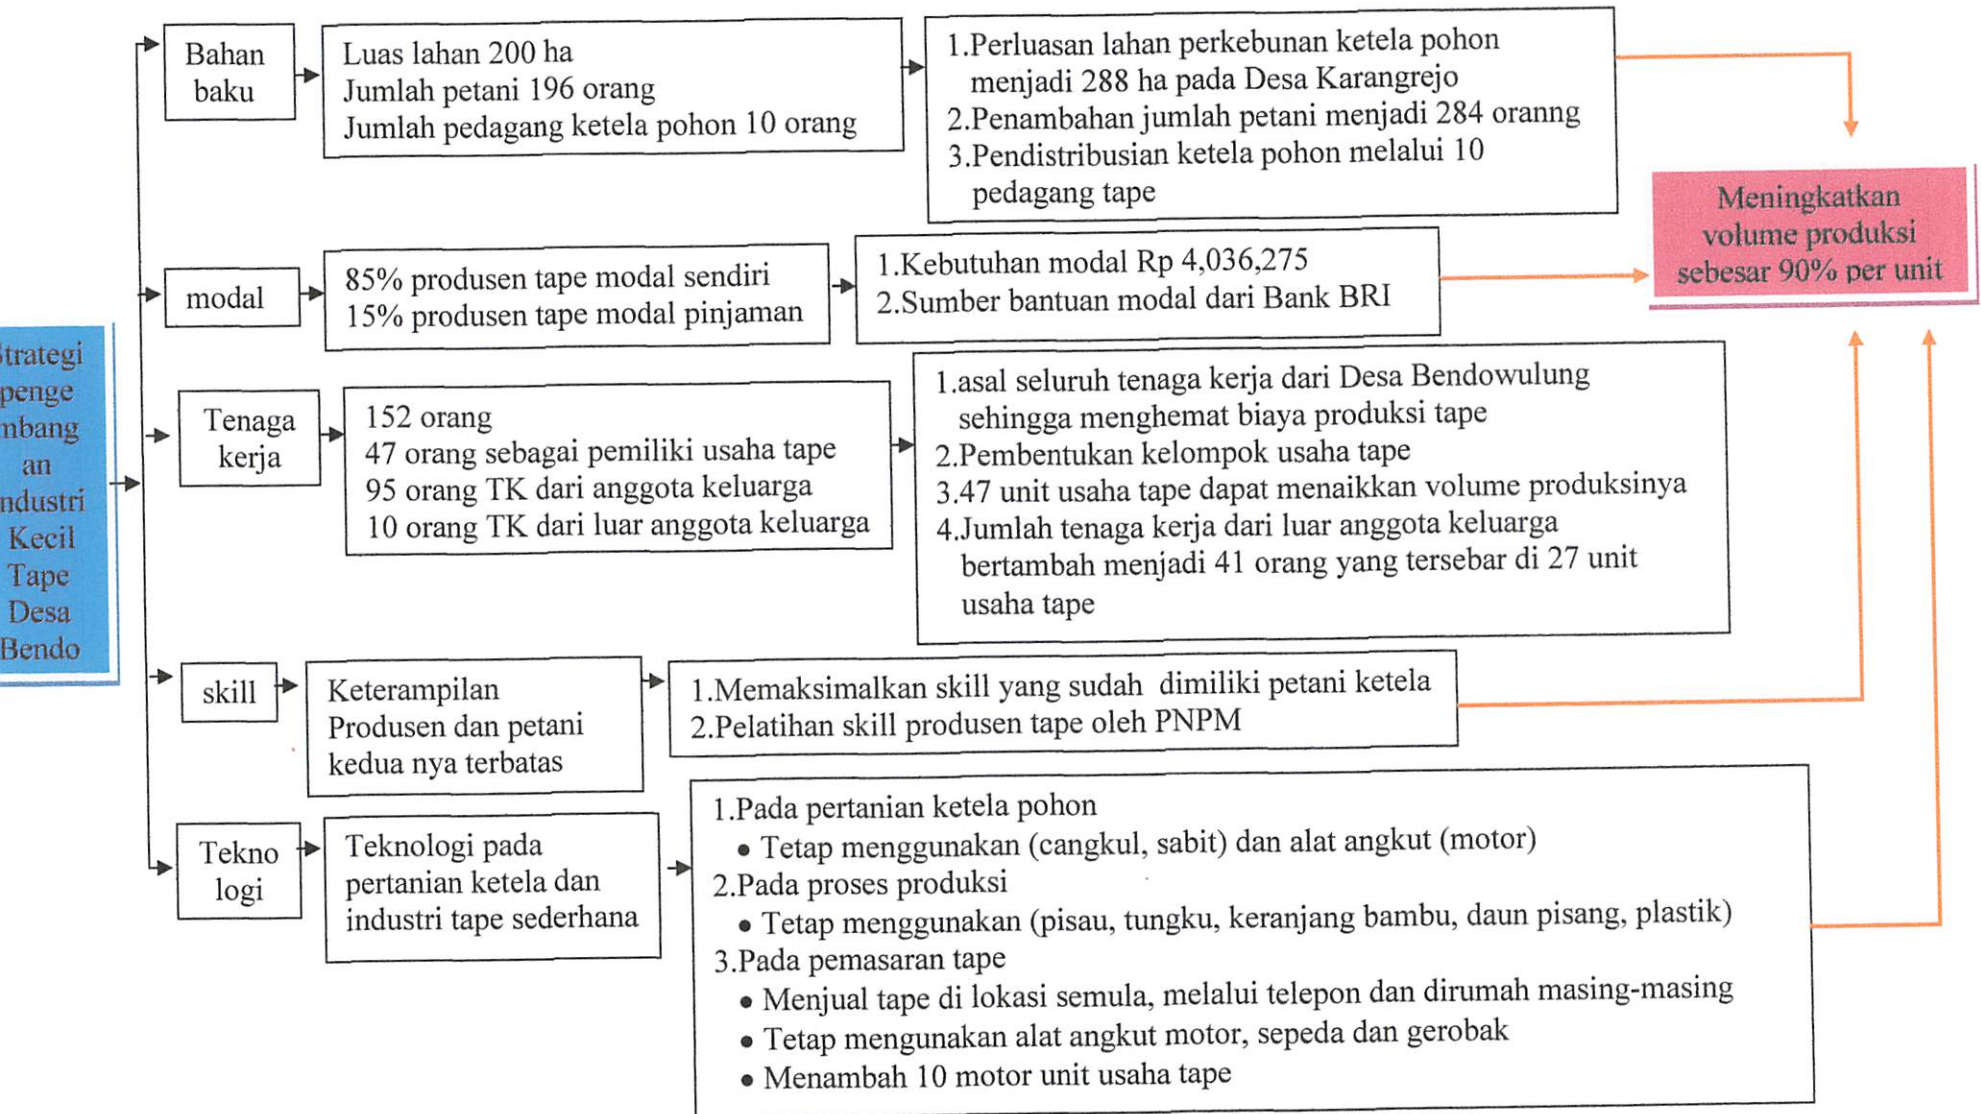 Strategi
penge
mbang
an
Industri
Kecil
Tape
Desa
Bendo
Bahan
baku
Luas lahan 200 ha
Jumlah petani 196 orang
Jumlah pedagang ketela pohon 10 orang
1.Perluasan lahan perkebunan ketela pohon
menjadi 288 ha pada Desa Karangrejo
2.Penambahan jumlah petani menjadi 284 oranng
3.Pendistribusian ketela pohon melalui 10
pedagang tape
modal
85% produsen tape modal sendiri
15% produsen tape modal pinjaman
1.Kebutuhan modal Rp 4,036,275
2.Sumber bantuan modal dari Bank BRI
Tenaga
kerja
152 orang
47 orang sebagai pemiliki usaha tape
95 orang TK dari anggota keluarga
10 orang TK dari luar anggota keluarga
1.asal seluruh tenaga kerja dari Desa Bendowulung
sehingga menghemat biaya produksi tape
2.Pembentukan kelompok usaha tape
3.47 unit usaha tape dapat menaikkan volume produksinya
4.Jumlah tenaga kerja dari luar anggota keluarga
bertambah menjadi 41 orang yang tersebar di 27 unit
usaha tape
skill
Keterampilan
Produsen dan petani
kedua nya terbatas
1.Memaksimalkan skill yang sudah dimiliki petani ketela
2.Pelatihan skill produsen tape oleh PNPM
Tekno
logi
Teknologi pada
pertanian ketela dan
industri tape sederhana
1.Pada pertanian ketela pohon
• Tetap menggunakan (cangkul, sabit) dan alat angkut (motor)
2.Pada proses produksi
• Tetap menggunakan (pisau, tungku, keranjang bambu, daun pisang, plastik)
3.Pada pemasaran tape
• Menjual tape di lokasi semula, melalui telepon dan dirumah masing-masing
• Tetap mengunakan alat angkut motor, sepeda dan gerobak
• Menambah 10 motor unit usaha tape
Meningkatkan
volume produksi
sebesar 90% per unit